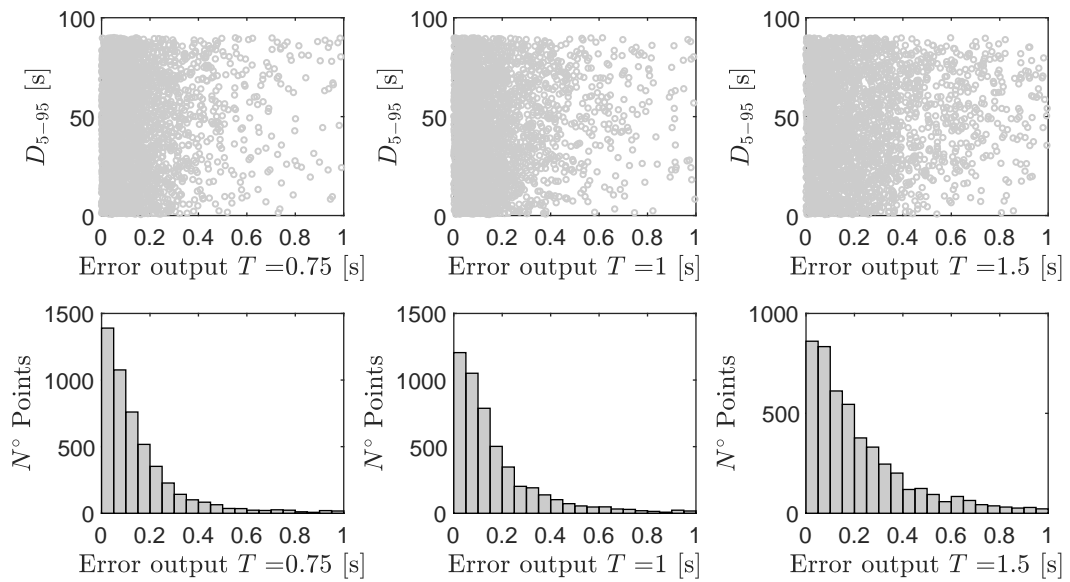 100
50
0
D5−95 [s]
0 0.2 0.4 0.6 0.8 1
Error output T =0.75 [s]
100
50
0
D5−95 [s]
0 0.2 0.4 0.6 0.8 1
Error output T =1 [s]
100
50
0
D5−95 [s]
0 0.2 0.4 0.6 0.8 1
Error output T =1.5 [s]
1500
1000
500
0
N° Points
0 0.2 0.4 0.6 0.8 1
Error output T =0.75 [s]
1500
1000
500
0
N° Points
0 0.2 0.4 0.6 0.8 1
Error output T =1 [s]
1000
500
0
N° Points
0 0.2 0.4 0.6 0.8 1
Error output T =1.5 [s]